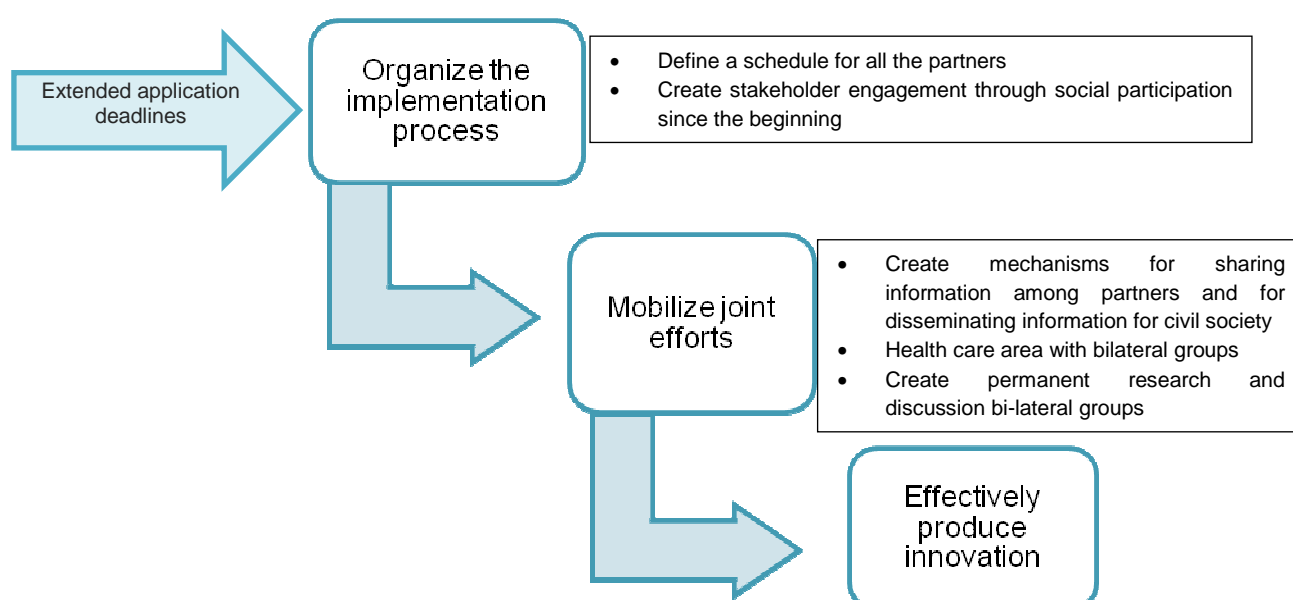 Extended application
deadlines
Organize the
implementation
process
• Define a schedule for all the partners
• Create stakeholder engagement through social participation
since the beginning
Mobilize joint
efforts
• Create mechanisms for sharing
information among partners and for
disseminating information for civil society
• Health care area with bilateral groups
• Create permanent research and
discussion bi-lateral groups
Effectively
produce
innovation